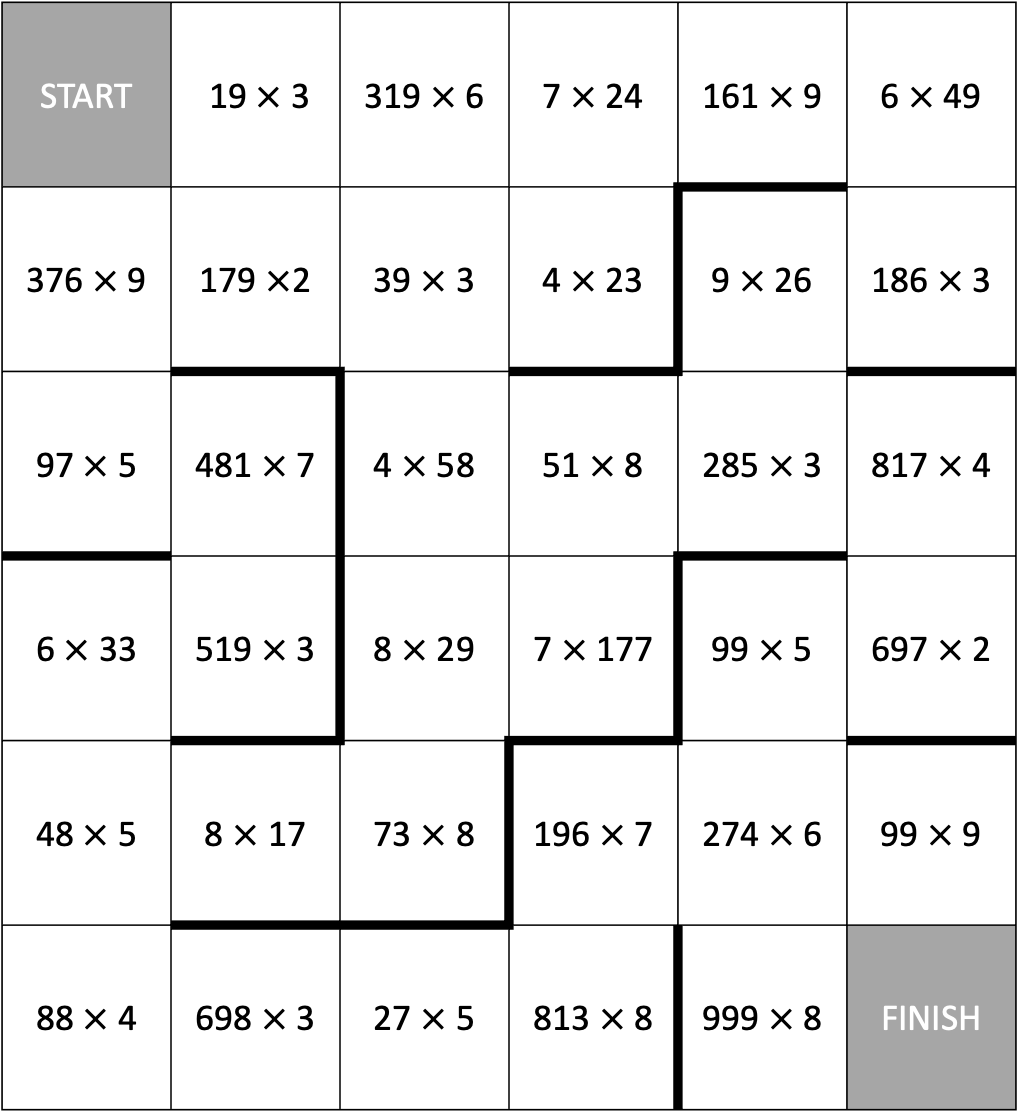 START 19 × 3 319 × 6 7 × 24 161 × 9 6 × 49
376 × 9 179 ×2 39 × 3 4 × 23 9 × 26 186 × 3
97 × 5 481 × 7 4 × 58 51 × 8 285 × 3 817 × 4
6 × 33 519 × 3 8 × 29 7 × 177 99 × 5 697 × 2
48 × 5 8 × 17 73 × 8 196 × 7 274 × 6 99 × 9
88 × 4 698 × 3 27 × 5 813 × 8 999 × 8 FINISH